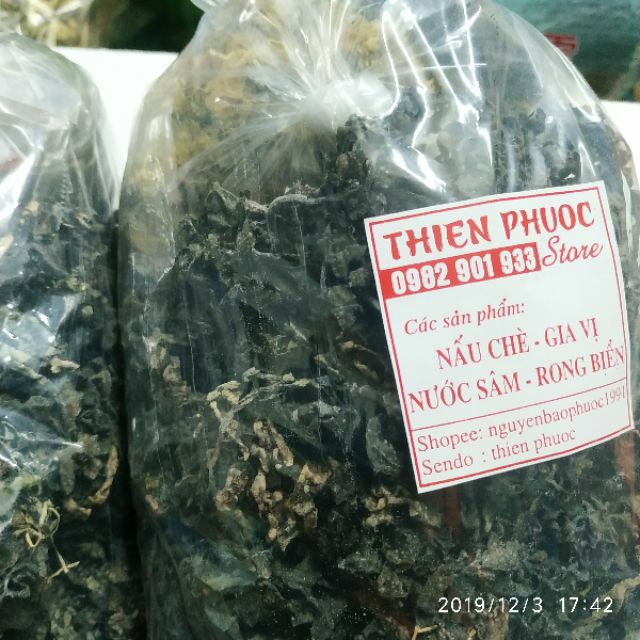 THIEN PHUOC
0982 901 933 Store
Các sản phẩm:
NẤU CHÈ - GIA VỊ
NƯỚC SÂM - RONG BIỂN
Shopee: nguyenbaophuoc1991
Sendo : thien phuoc
2019/12/3 17:42